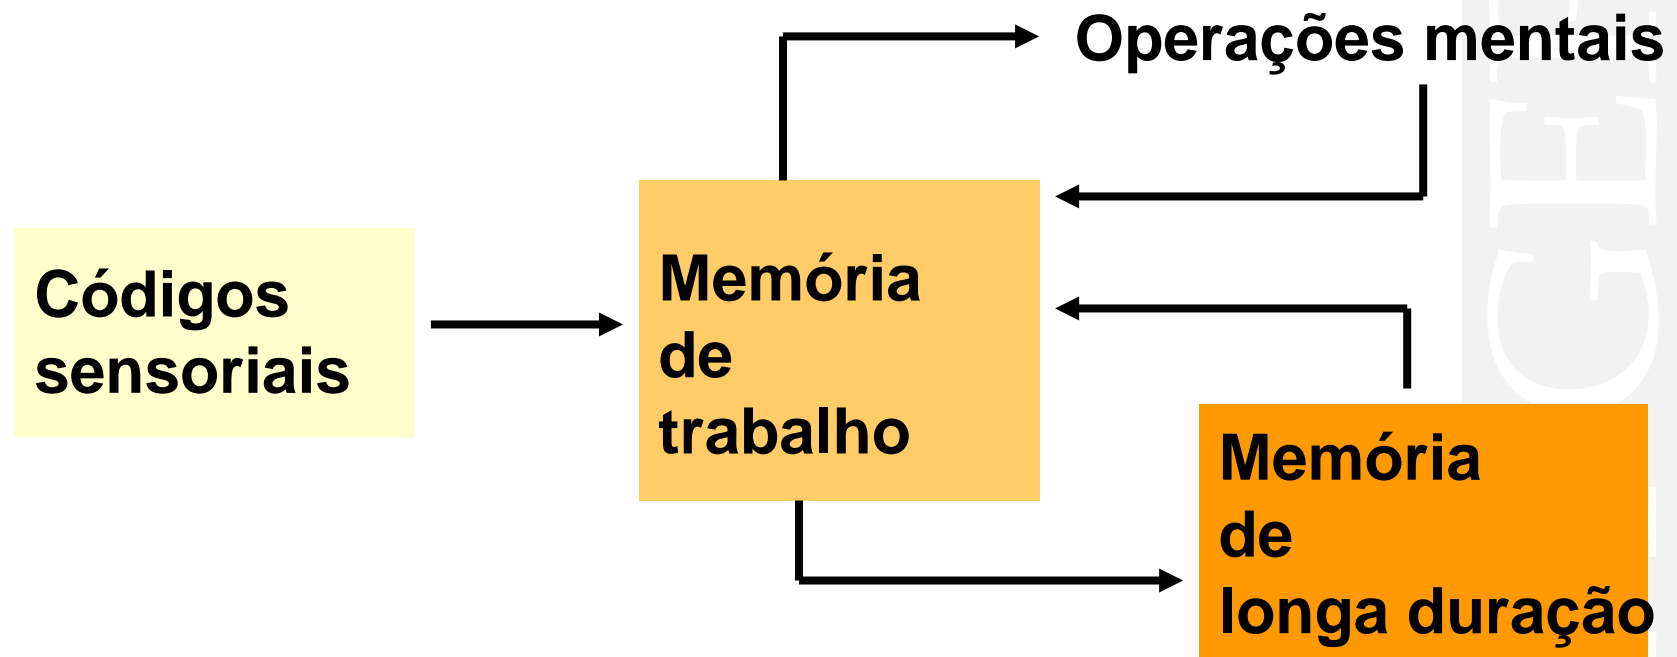 Operações mentais
Códigos
sensoriais
Memória
de
trabalho
Memória
de
longa duração